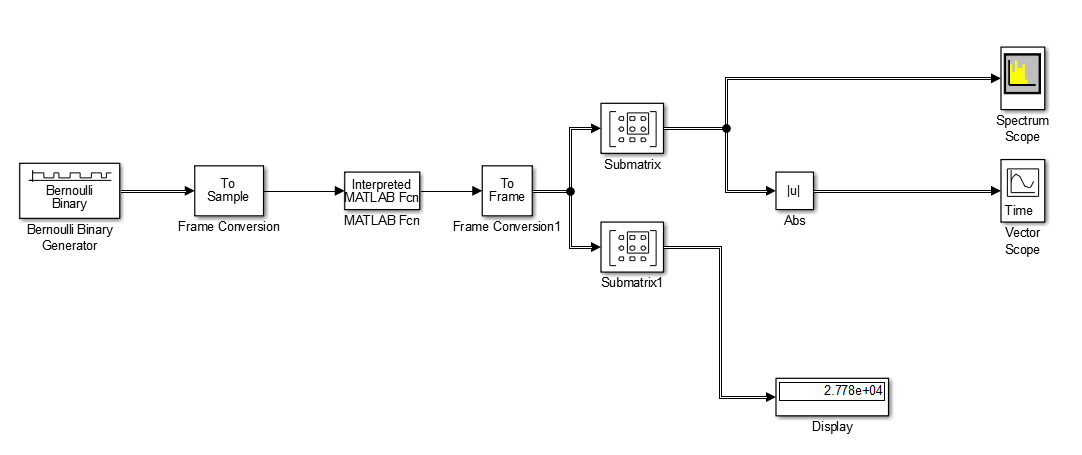 Spectrum
Scope
Submatrix
Bernoulli
Binary
Bernoulli Binary
Generator
To
Sample
Frame Conversion
Interpreted
MATLAB Fcn
MATLAB Fcn
To
Frame
Frame Conversion1
|u|
Abs
Time
Vector
Scope
Submatrix1
2.778e+04
Display